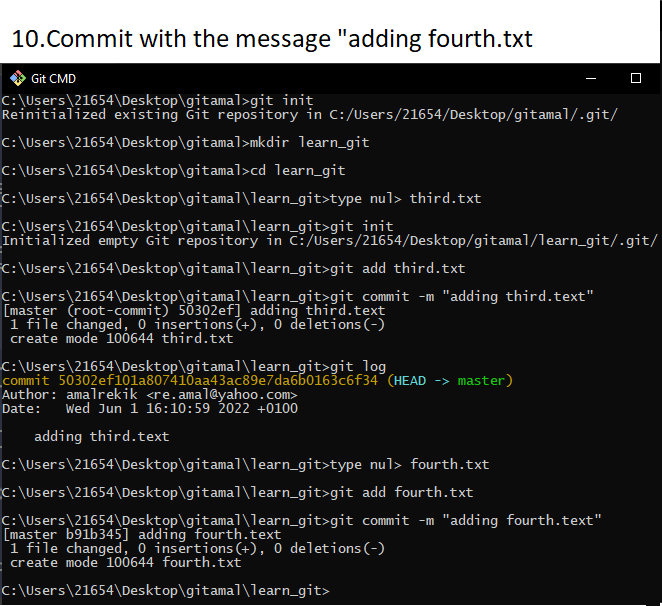 10.Commit with the message "adding fourth.txt
Git CMD
C:\Users\21654\Desktop\gitamal>git init
Reinitialized existing Git repository in C:/Users/21654/Desktop/gitamal/.git/
C:\Users\21654\Desktop\gitamal>mkdir learn_git
C:\Users\21654\Desktop\gitamal>cd learn_git
C:\Users\21654\Desktop\gitamal\learn_git>type nul> third.txt
C:\Users\21654\Desktop\gitamal\learn_git>git init
Initialized empty Git repository in C:/Users/21654/Desktop/gitamal/learn_git/.git/
C:\Users\21654\Desktop\gitamal\learn_git>git add third.txt
C:\Users\21654\Desktop\gitamal\learn_git>git commit -m "adding third.text"
[master (root-commit) 50302ef] adding third.text
1 file changed, 0 insertions(+), 0 deletions(-)
create mode 100644 third.txt
C:\Users\21654\Desktop\gitamal\learn_git>git log
commit 50302ef101a807410aa43ac89e7da6b0163c6f34 (HEAD -> master)
Author: amalrekik <re.amal@yahoo.com>
Date:   Wed Jun 1 16:10:59 2022 +0100
adding third.text
C:\Users\21654\Desktop\gitamal\learn_git>type nul> fourth.txt
C:\Users\21654\Desktop\gitamal\learn_git>git add fourth.txt
C:\Users\21654\Desktop\gitamal\learn_git>git commit -m "adding fourth.text"
[master b91b345] adding fourth.text
1 file changed, 0 insertions(+), 0 deletions(-)
create mode 100644 fourth.txt
C:\Users\21654\Desktop\gitamal\learn_git>